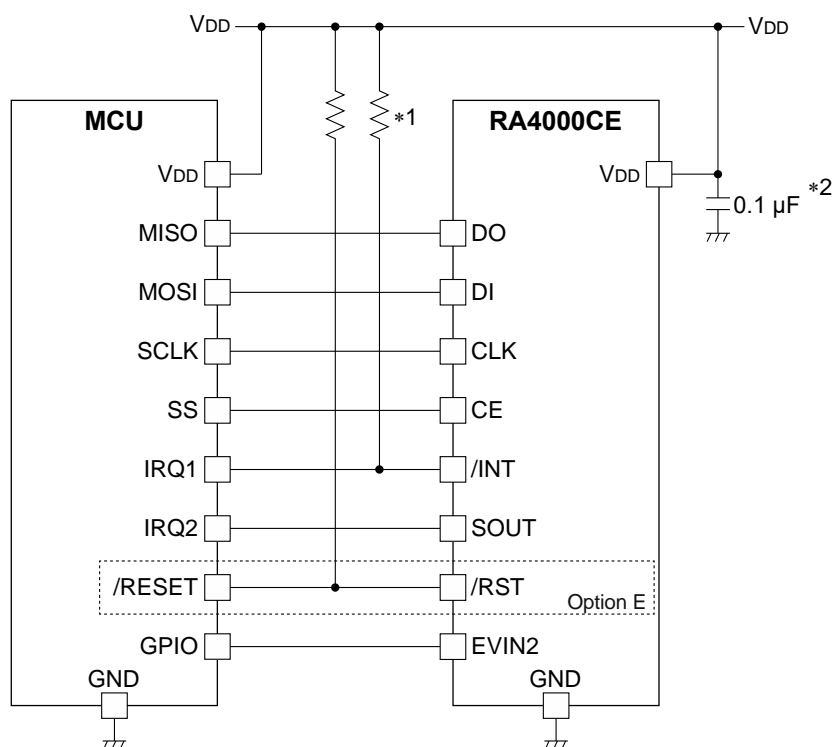 VDD VDD
MCU *1 RA4000CE
VDD VDD 0.1 µF *2
MISO DO
MOSI DI
SCLK CLK
SS CE
IRQ1 /INT
IRQ2 SOUT
/RESET /RST Option E
GPIO EVIN2
GND GND